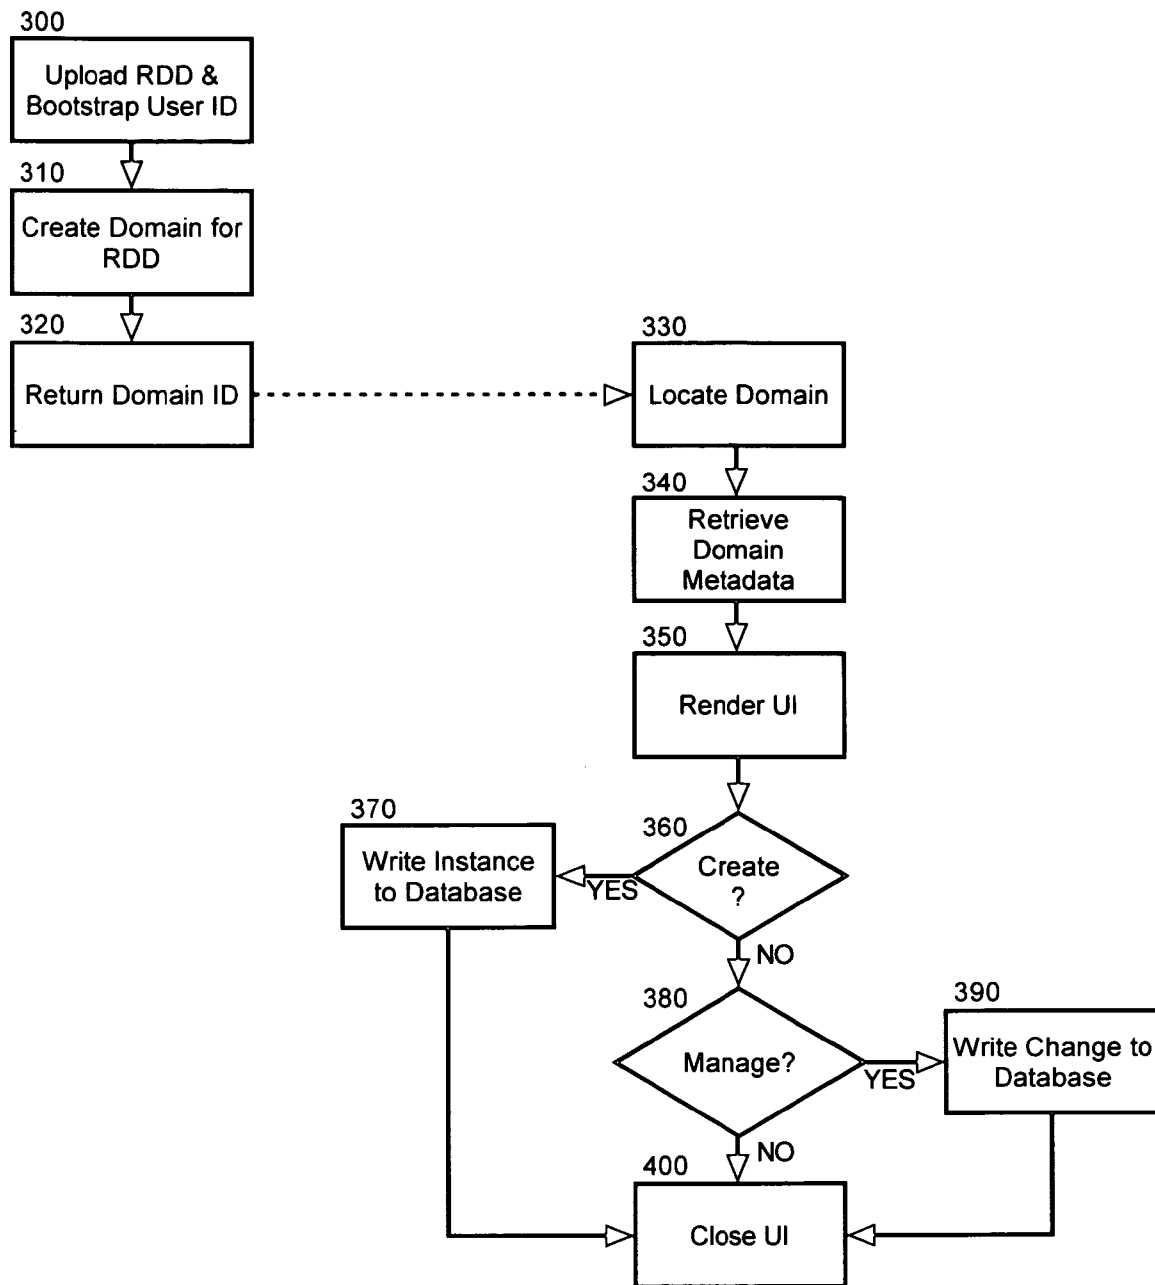 300
Upload RDD &
Bootstrap User ID
310
Create Domain for
RDD
320
Return Domain ID
330
Locate Domain
340
Retrieve
Domain
Metadata
350
Render UI
360
Create
?
YES
NO
370
Write Instance
to Database
380
Manage?
YES
NO
390
Write Change to
Database
400
Close UI